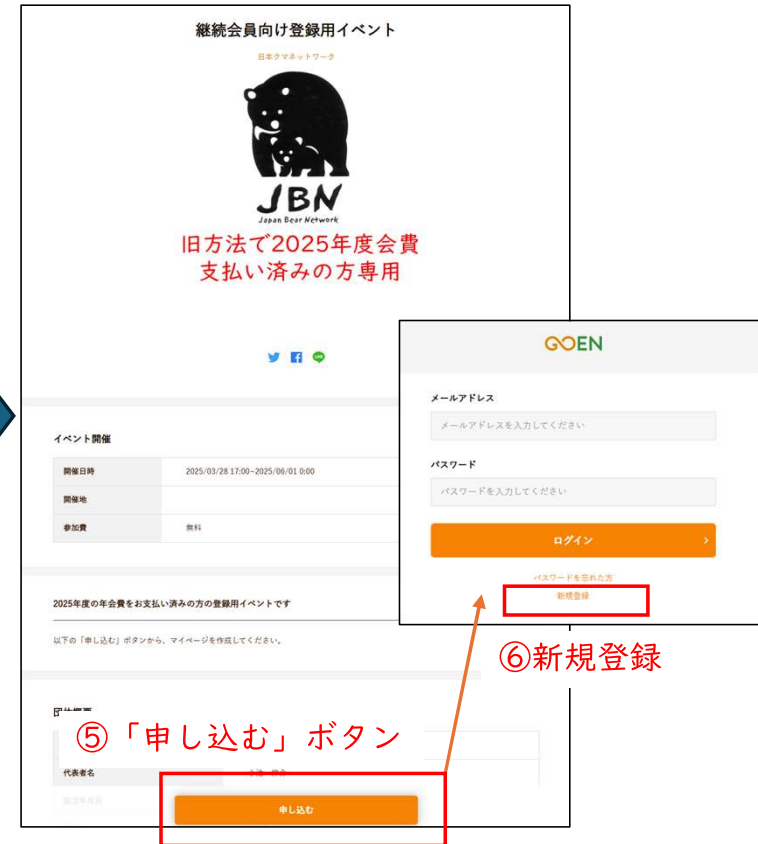 継続会員向け登録用イベント
日本クマネットワーク
JBN
Japan Bear Network
旧方法で2025年度会費
支払い済みの方専用
イベント開催
開催日時 2025/03/28 17:00~2025/06/01 0:00
開催地
参加費 無料
2025年度の年会費をお支払い済みの方の登録用イベントです
以下の「申し込む」ボタンから、マイページを作成してください。
⑤「申し込む」ボタン
代表者名
申し込む
GOEN
メールアドレス
メールアドレスを入力してください
パスワード
パスワードを入力してください
ログイン
パスワードを忘れた方
新規登録
⑥新規登録